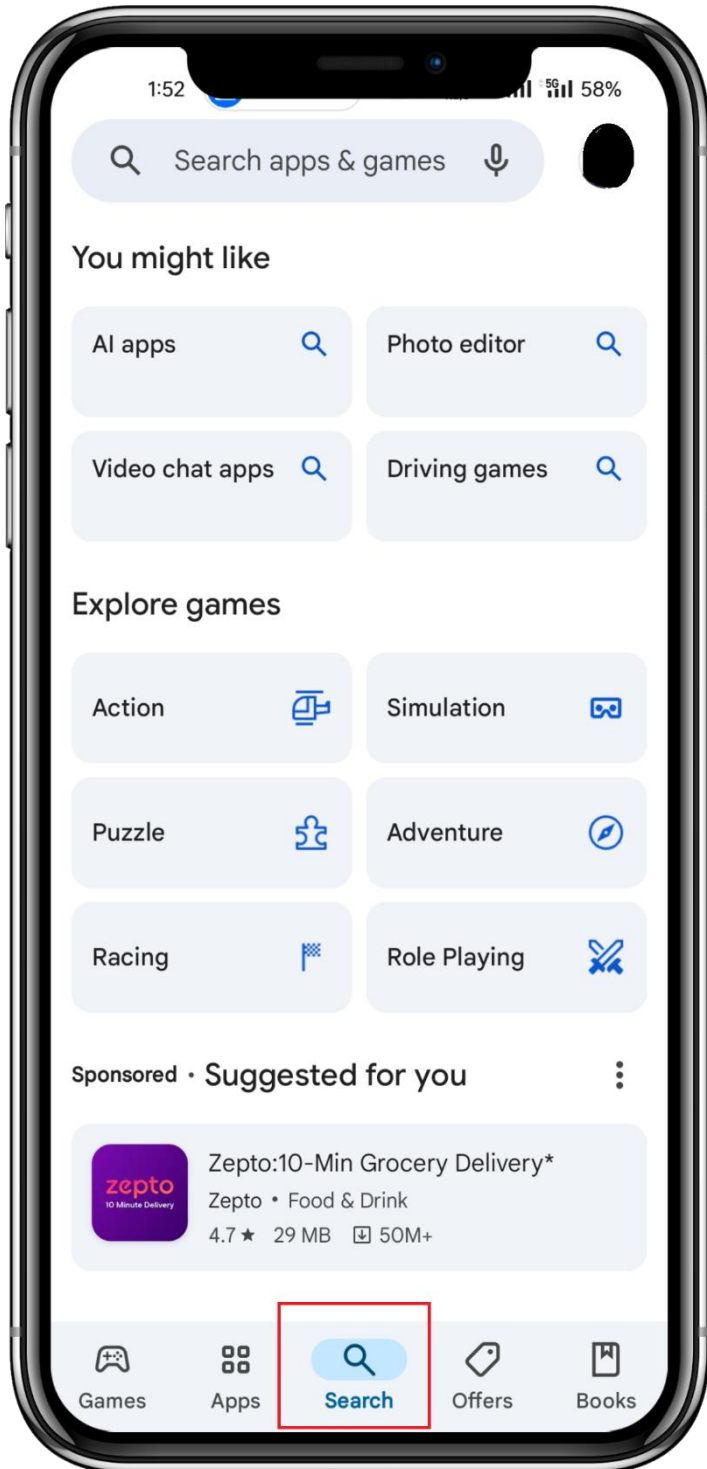 1:52 5G 58%
Search apps & games
You might like
AI apps Photo editor
Video chat apps Driving games
Explore games
Action Simulation
Puzzle Adventure
Racing Role Playing
Sponsored • Suggested for you
zepto
10 Minute Delivery
Zepto:10-Min Grocery Delivery*
Zepto • Food & Drink
4.7 ★ 29 MB 50M+
Games Apps Search Offers Books